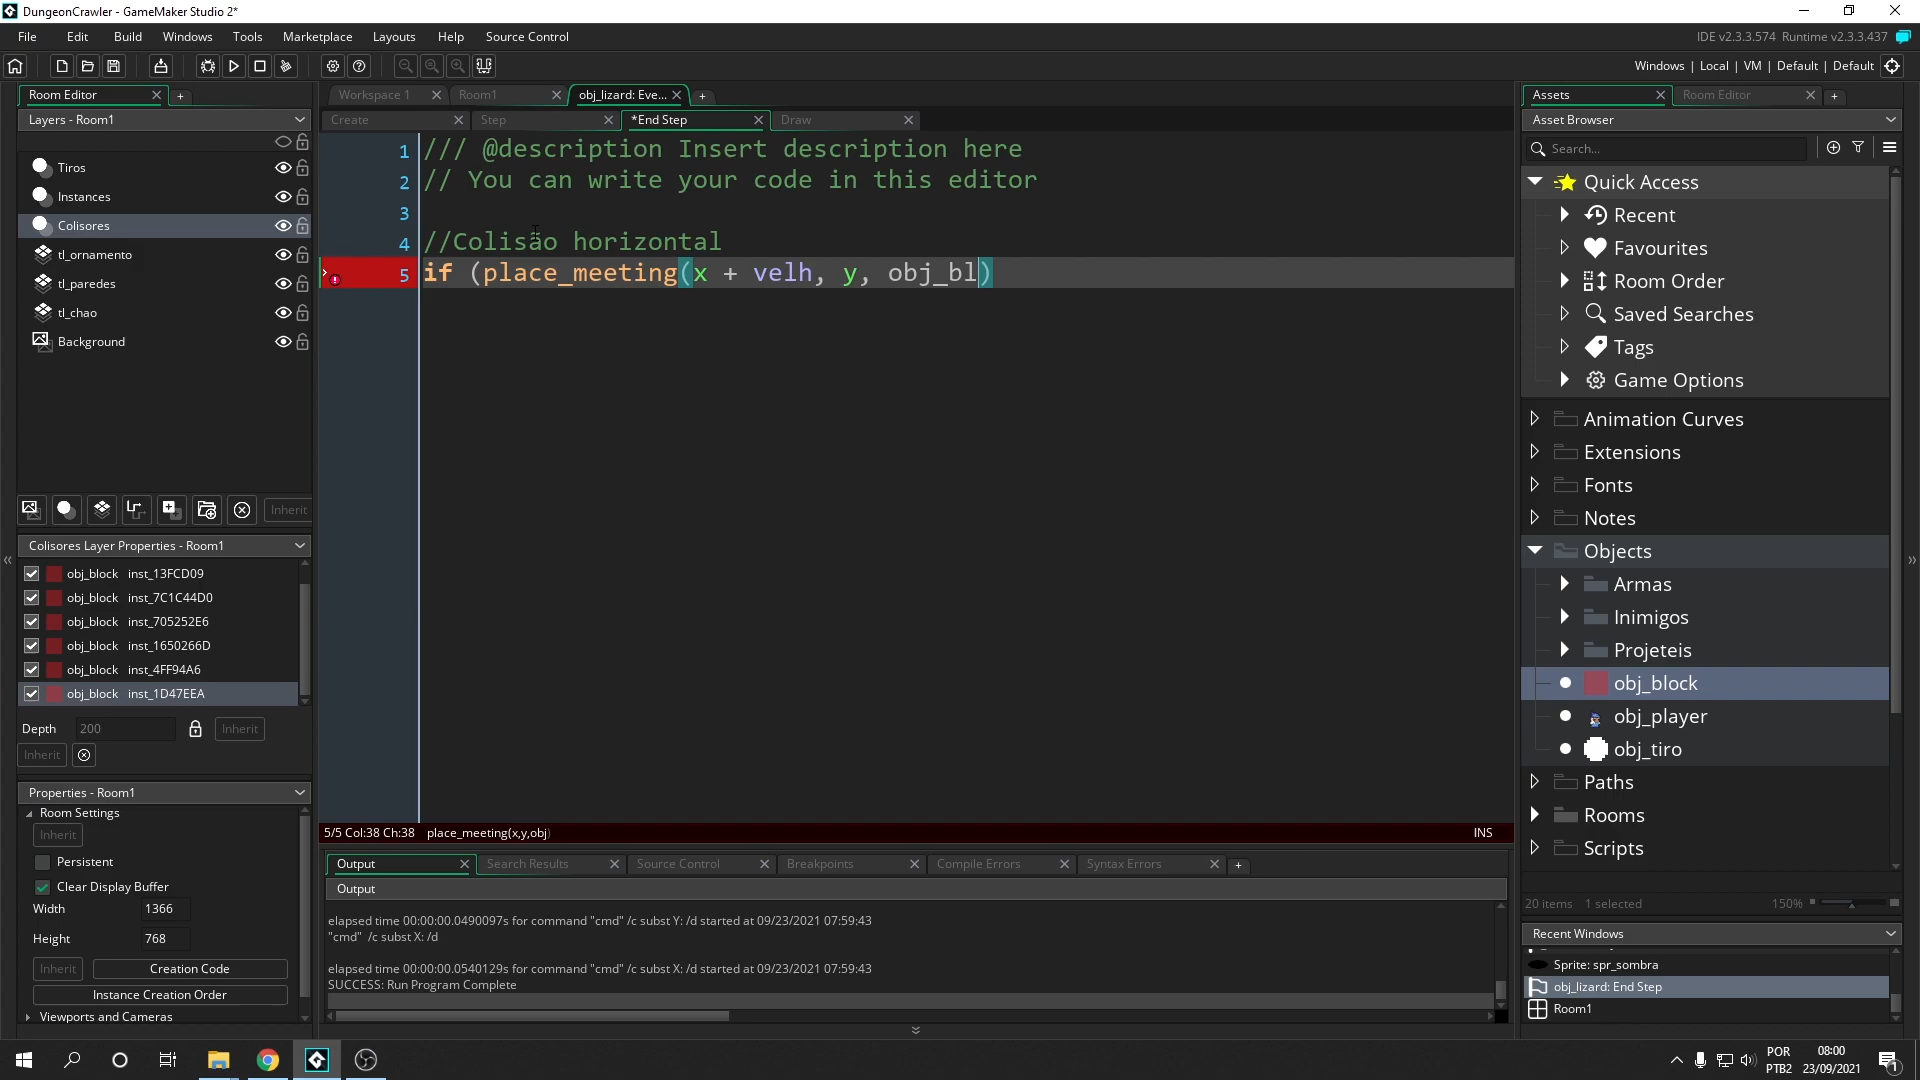 DungeonCrawler - GameMaker Studio 2*
File Edit Build Windows Tools Marketplace Layouts Help Source Control
IDE v2.3.3.574 Runtime v2.3.3.437
Windows | Local | VM | Default | Default
Room Editor
Layers - Room1
Tiros
Instances
Colisores
tl_ornamento
tl_paredes
tl_chao
Background
Inherit
Colisores Layer Properties - Room1
obj_block inst_13FCD09
obj_block inst_7C1C44D0
obj_block inst_705252E6
obj_block inst_1650266D
obj_block inst_4FF94A6
obj_block inst_1D47EEA
Depth 200 Inherit
Inherit
Properties - Room1
Room Settings
Inherit
Persistent
Clear Display Buffer
Width 1366
Height 768
Inherit Creation Code
Instance Creation Order
Viewports and Cameras
Workspace 1 Room1 obj_lizard: Eve...
Create Step *End Step Draw
1 /// @description Insert description here
2 // You can write your code in this editor
3
4 //Colisão horizontal
5 if (place_meeting(x + velh, y, obj_bl)
5/5 Col:38 Ch:38 place_meeting(x,y,obj) INS
Output Search Results Source Control Breakpoints Compile Errors Syntax Errors
Output
elapsed time 00:00:00.0490097s for command "cmd" /c subst Y: /d started at 09/23/2021 07:59:43
"cmd" /c subst X: /d
elapsed time 00:00:00.0540129s for command "cmd" /c subst X: /d started at 09/23/2021 07:59:43
SUCCESS: Run Program Complete
Assets Room Editor
Asset Browser
Search...
Quick Access
Recent
Favourites
Room Order
Saved Searches
Tags
Game Options
Animation Curves
Extensions
Fonts
Notes
Objects
Armas
Inimigos
Projeteis
obj_block
obj_player
obj_tiro
Paths
Rooms
Scripts
20 items 1 selected 150%
Recent Windows
Sprite: spr_sombra
obj_lizard: End Step
Room1
POR
PTB2
08:00
23/09/2021
1